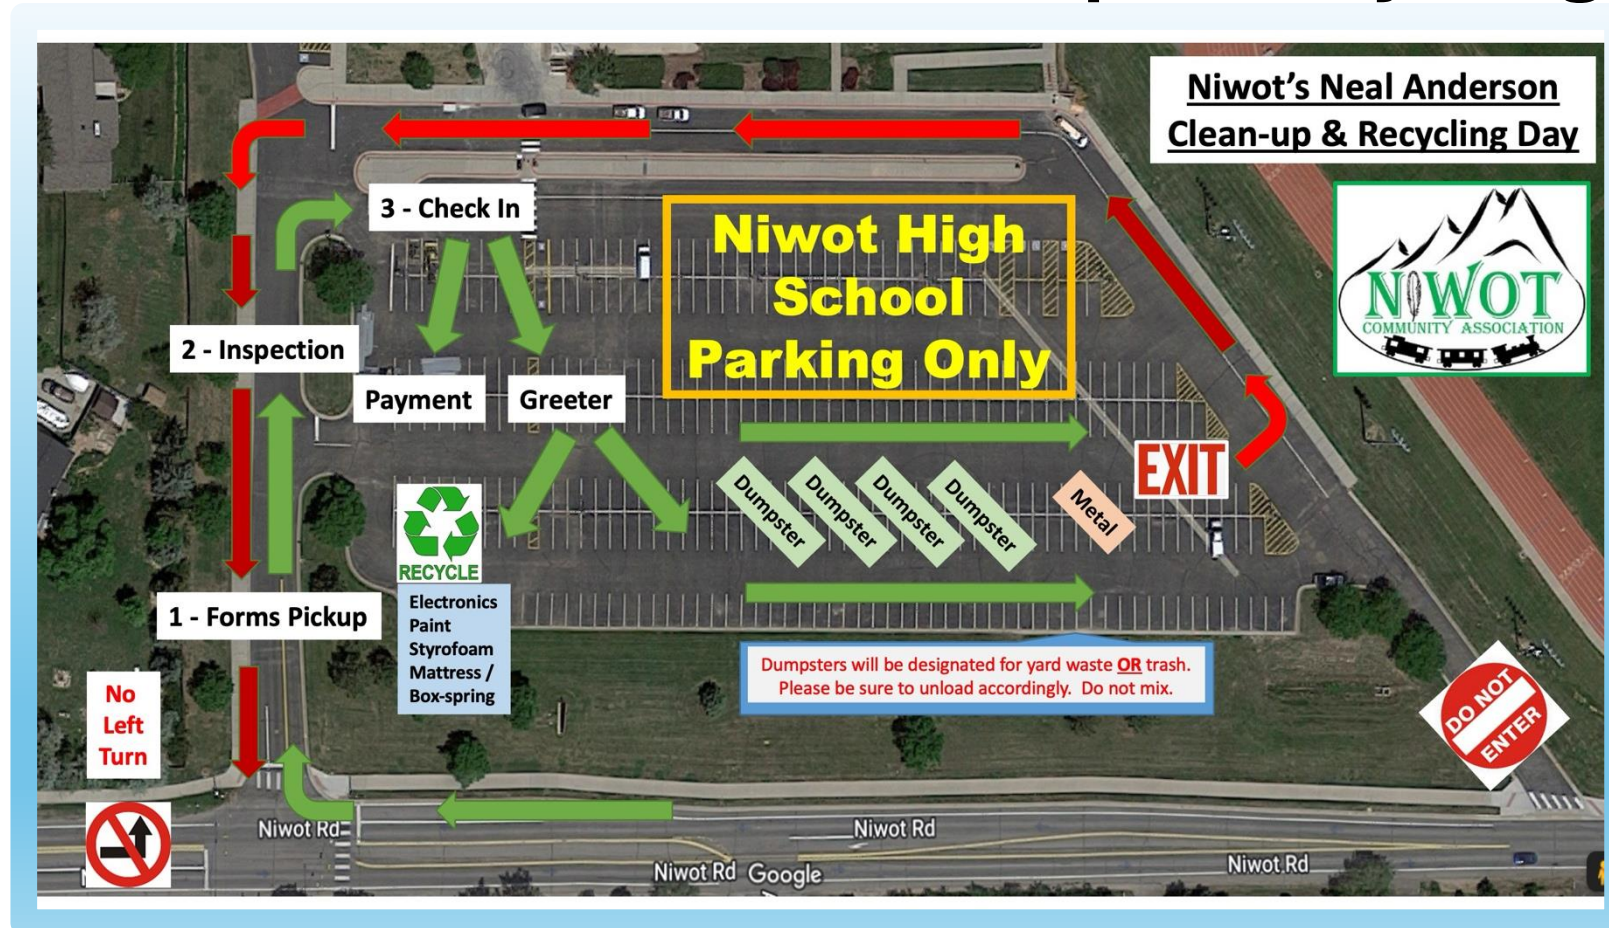 Niwot's Neal Anderson
Clean-up & Recycling Day
NIWOT
COMMUNITY ASSOCIATION
3 - Check In
Niwot High
School
Parking Only
2 - Inspection
Payment
Greeter
EXIT
Dumpster
Dumpster
Dumpster
Dumpster
Metal
RECYCLE
Electronics
Paint
Styrofoam
Mattress /
Box-spring
1 - Forms Pickup
Dumpsters will be designated for yard waste OR trash.
Please be sure to unload accordingly. Do not mix.
No
Left
Turn
DO NOT
ENTER
Niwot Rd
Niwot Rd
Niwot Rd
Google
Niwot Rd